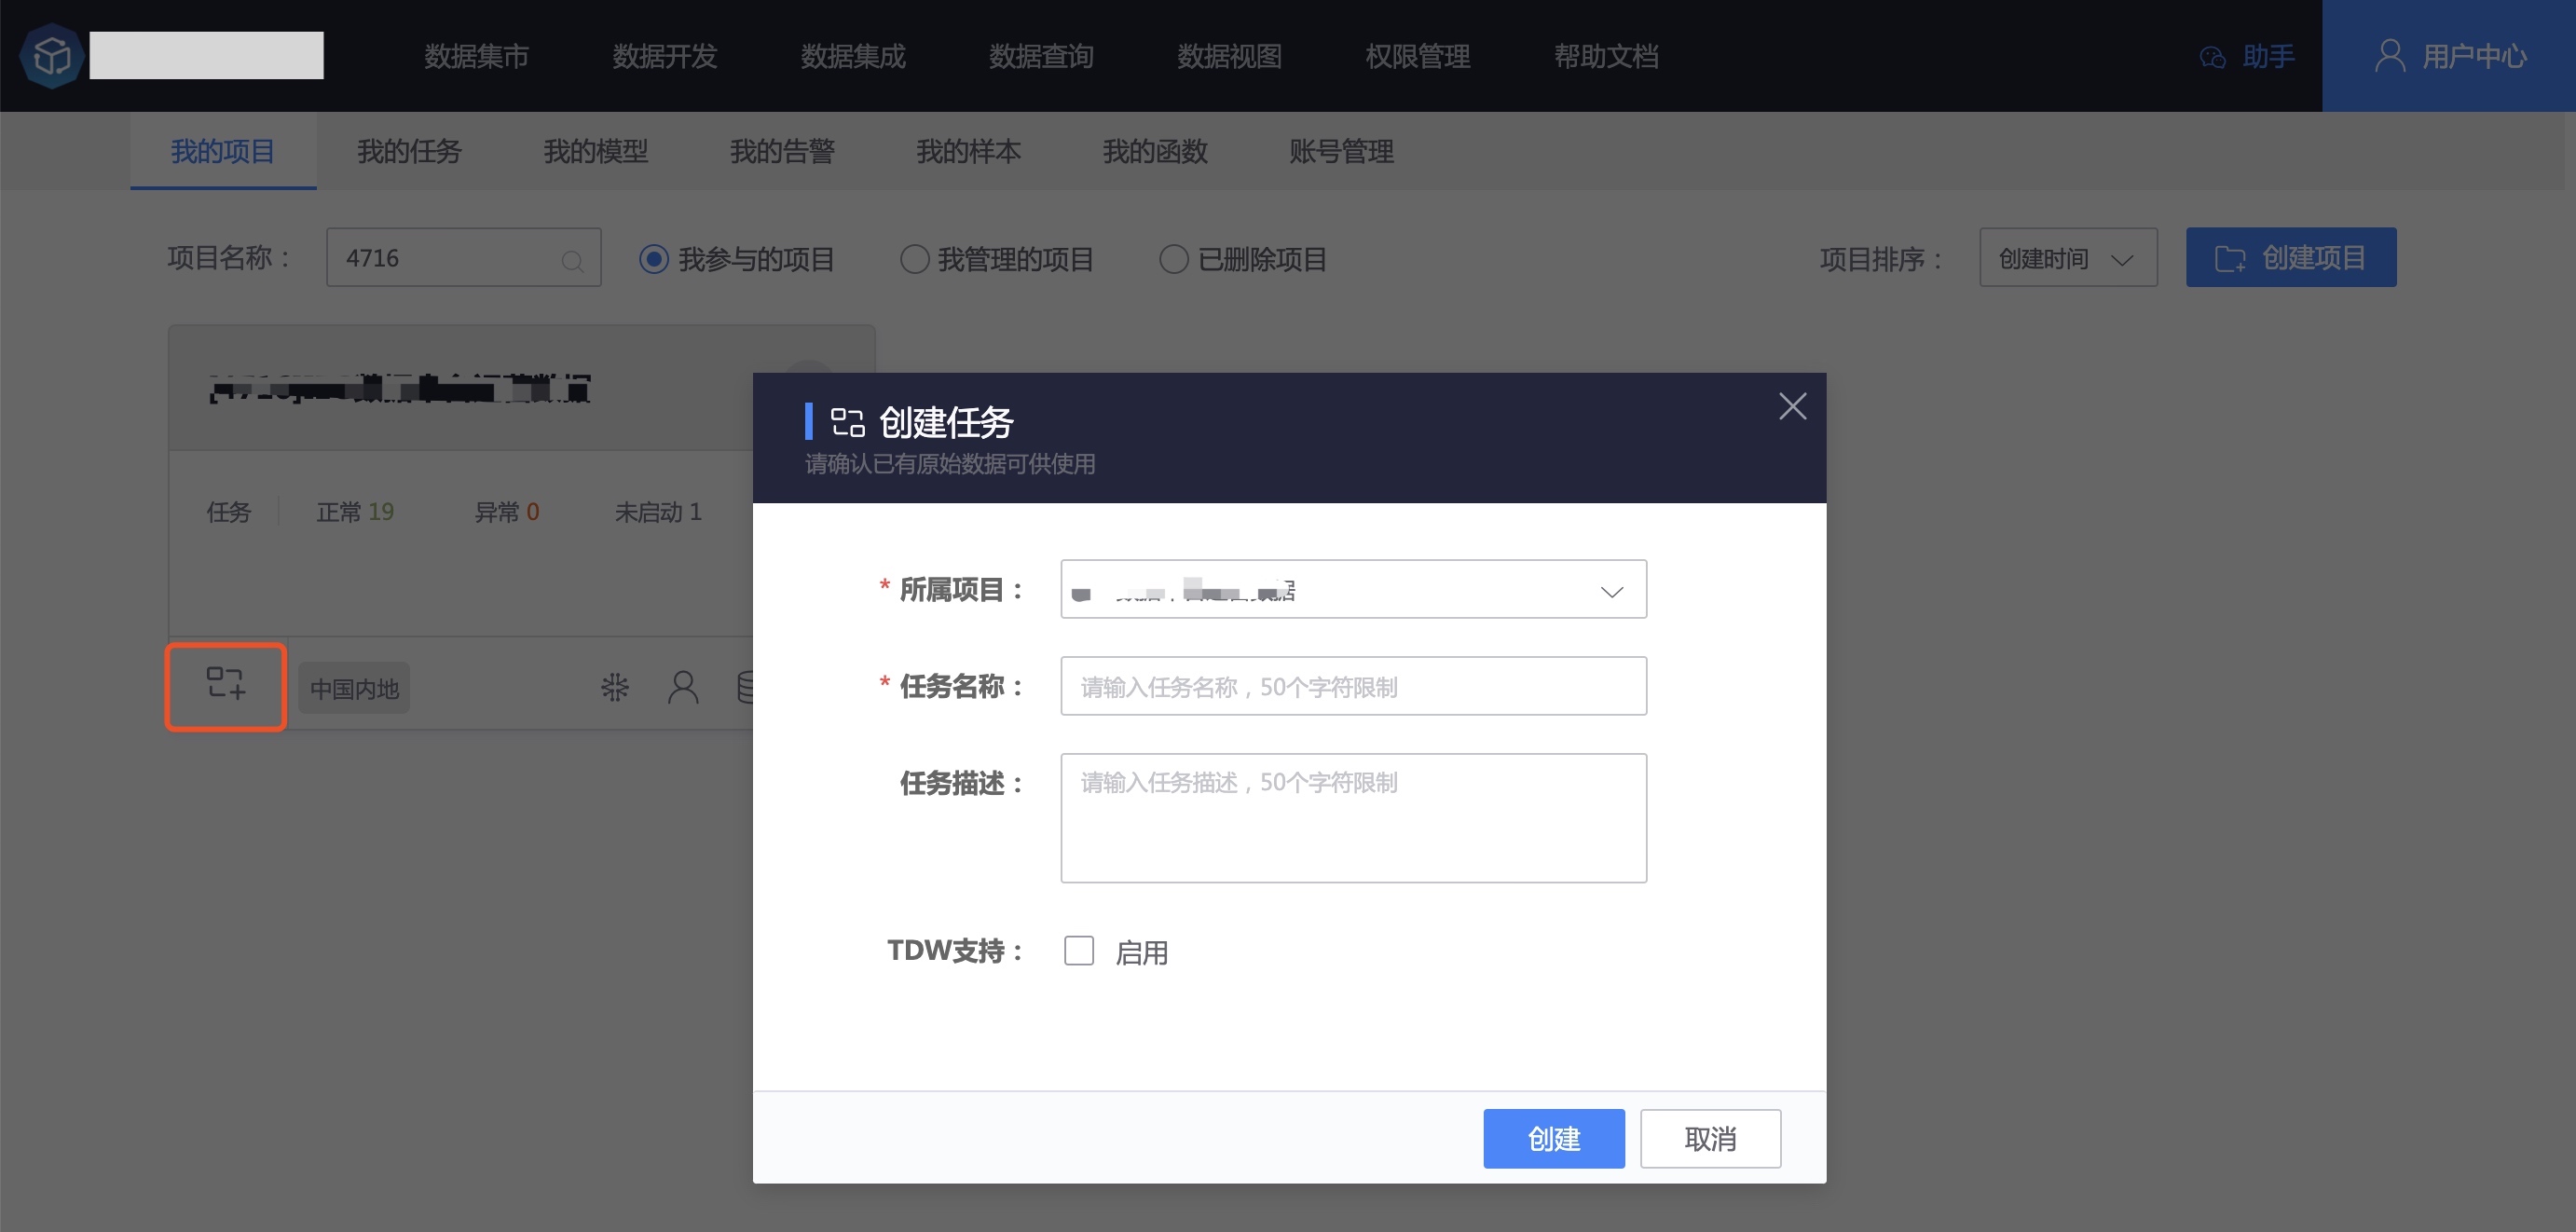 数据集市 数据开发 数据集成 数据查询 数据视图 权限管理 帮助文档 助手 用户中心
我的项目 我的任务 我的模型 我的告警 我的样本 我的函数 账号管理
项目名称： 4716 我参与的项目 我管理的项目 已删除项目 项目排序： 创建时间 创建项目
创建任务
请确认已有原始数据可供使用
任务 正常 19 异常 0 未启动 1
* 所属项目：
* 任务名称： 请输入任务名称，50个字符限制
中国内地
任务描述： 请输入任务描述，50个字符限制
TDW支持： 启用
创建 取消